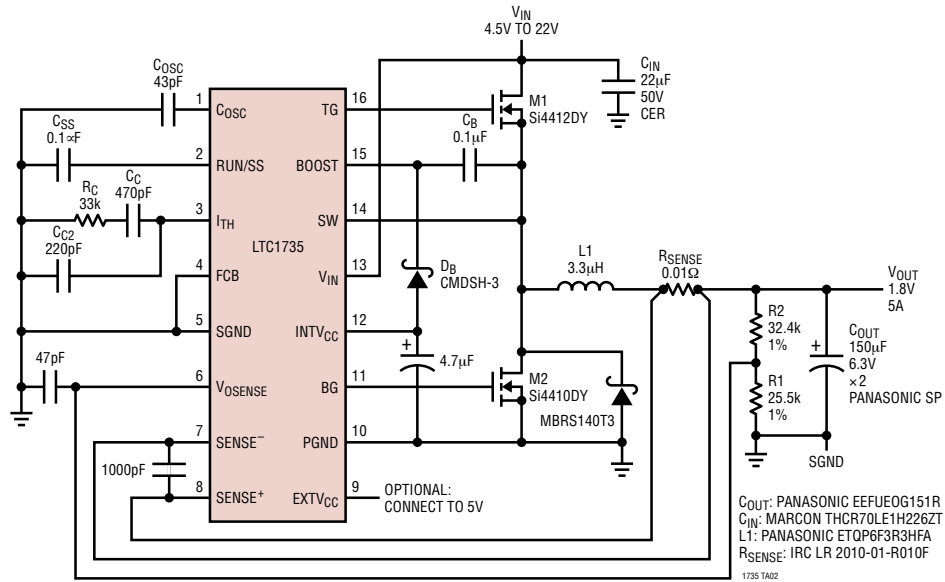 VIN
4.5V TO 22V
COSC
43pF
1
COSC
CSS
0.1∝F
2
RUN/SS
RC
33k
CC
470pF
3
ITH
CC2
220pF
4
FCB
5
SGND
47pF
6
VOSENSE
7
SENSE−
1000pF
8
SENSE+
LTC1735
TG
16
BOOST
15
SW
14
VIN
13
INTVCC
12
BG
11
PGND
10
EXTVCC
9
OPTIONAL:
CONNECT TO 5V
M1
Si4412DY
CIN
22µF
50V
CER
CB
0.1µF
DB
CMDSH-3
+
4.7µF
L1
3.3µH
RSENSE
0.01Ω
VOUT
1.8V
5A
M2
Si4410DY
MBRS140T3
R2
32.4k
1%
R1
25.5k
1%
+
COUT
150µF
6.3V
×2
PANASONIC SP
SGND
COUT: PANASONIC EEFUEOG151R
CIN: MARCON THCR70LE1H226ZT
L1: PANASONIC ETQP6F3R3HFA
RSENSE: IRC LR 2010-01-R010F
1735 TA02